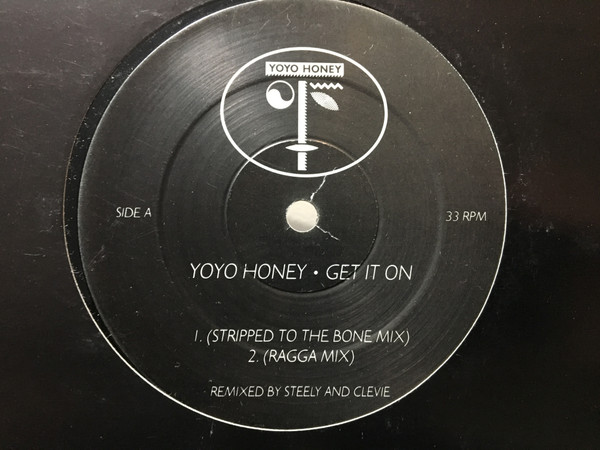 YOYO HONEY
SIDE A
33 RPM
YOYO HONEY • GET IT ON
1. (STRIPPED TO THE BONE MIX)
2. (RAGGA MIX)
REMIXED BY STEELY AND CLEVIE